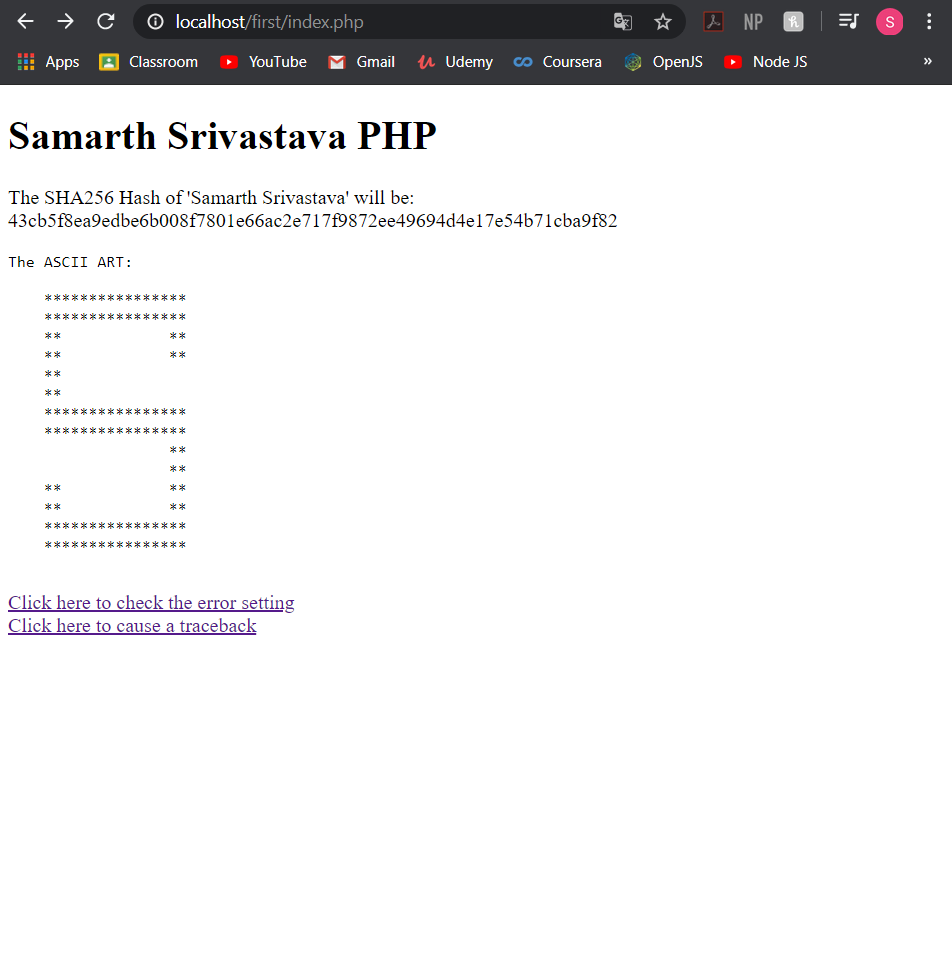 localhost/first/index.php
NP
S
Apps
Classroom
YouTube
Gmail
Udemy
Coursera
OpenJS
Node JS
»
Samarth Srivastava PHP
The SHA256 Hash of 'Samarth Srivastava' will be:
43cb5f8ea9edbe6b008f7801e66ac2e717f9872ee49694d4e17e54b71cba9f82
The ASCII ART:
    ****************
    ****************
    **            **
    **            **
    **
    **
    ****************
    ****************
                  **
                  **
    **            **
    **            **
    ****************
    ****************
Click here to check the error setting
Click here to cause a traceback